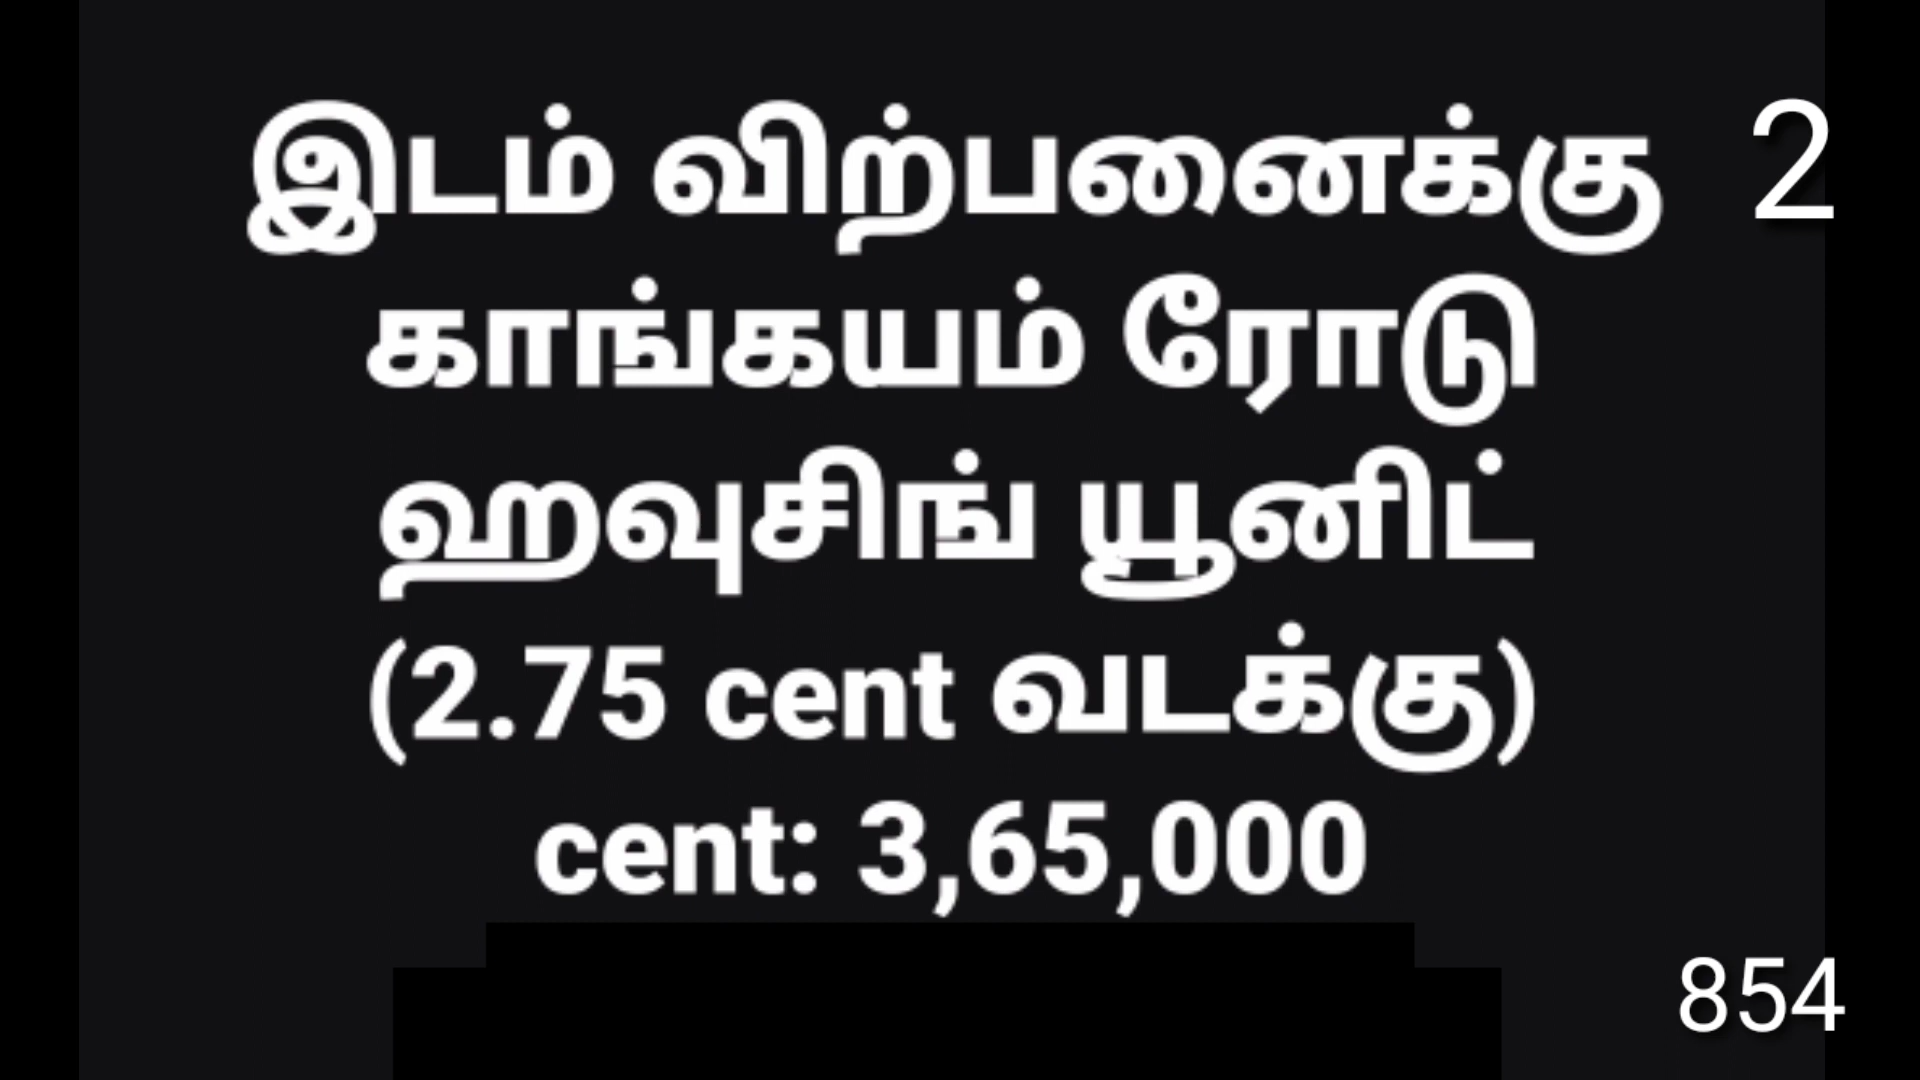 இடம் விற்பனைக்கு
2
காங்கயம் ரோடு
ஹவுசிங் யூனிட்
(2.75 cent வடக்கு)
cent: 3,65,000
854